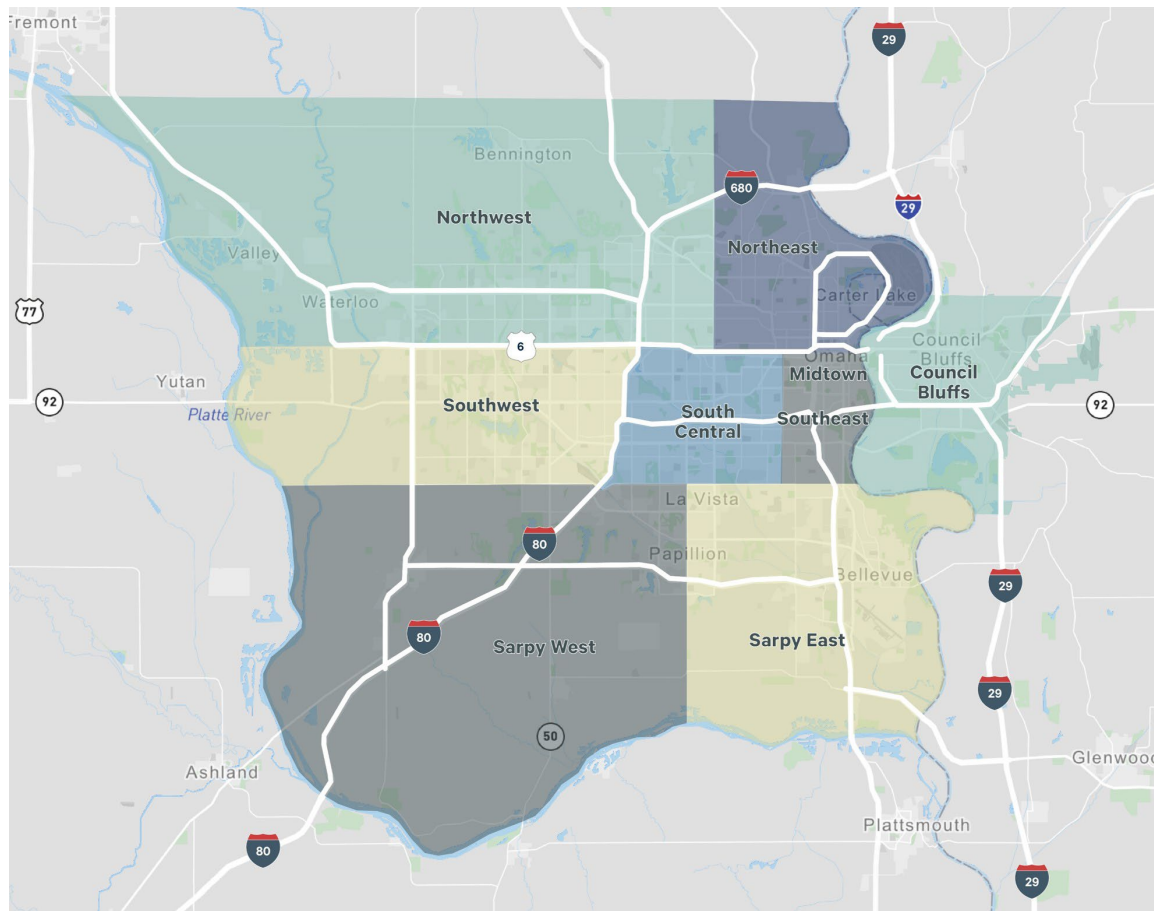 Fremont
29
Bennington
680
Northwest
29
Northeast
Valley
Carter Lake
Waterloo
77
6
Council
Bluffs
Omaha
Midtown
Council
Bluffs
Yutan
92
Platte River
Southwest
South
Central
Southeast
92
La Vista
80
Papillion
Bellevue
29
80
Sarpy West
Sarpy East
29
50
Ashland
Glenwood
Plattsmouth
80
29